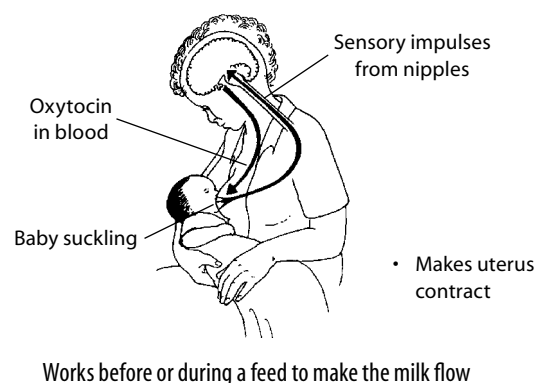 Sensory impulses
from nipples
Oxytocin
in blood
Baby suckling
• Makes uterus
contract
Works before or during a feed to make the milk flow